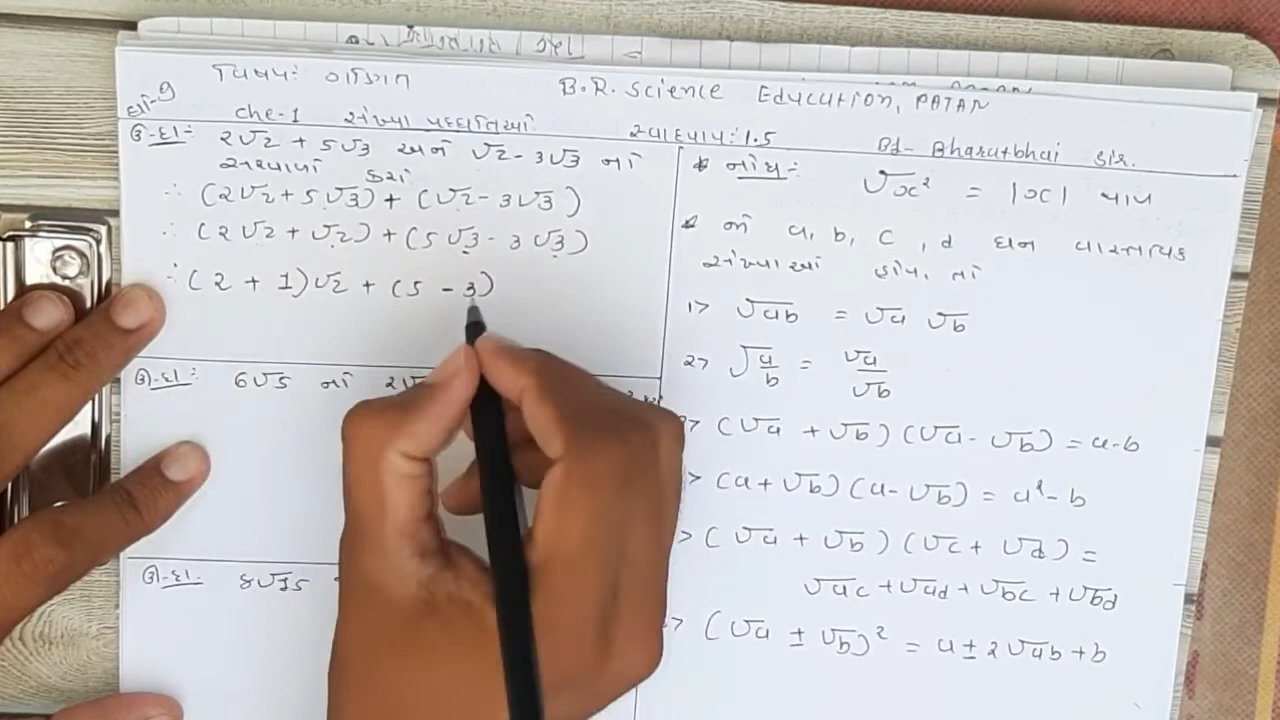 વિષય: ગણિત
B.R. Science Education, PATAN
ધો-9
che-1 સંખ્યા પદ્ધતિઓ
સ્વાધ્યાય: 1.5
By- Bharatbhai sir.
ઉ-દા: 2√2 + 5√3 અને √2 - 3√3 નો
સરવાળો કરો
∴ (2√2 + 5√3) + (√2 - 3√3)
∴ (2√2 + √2) + (5√3 - 3√3)
∴ (2 + 1)√2 + (5 - 3)
ઉ-દા: 6√5 નો
ઉ-દા.
* નોંધ:
√x² = |x| થાય
* જો a, b, c, d ધન વાસ્તવિક
સંખ્યાઓ હોય, તો
1> √ab = √a √b
2> √a/b = √a/√b
> (√a + √b) (√a - √b) = a-b
> (a + √b) (a - √b) = a² - b
> (√a + √b) (√c + √d) =
√ac + √ad + √bc + √bd
> (√a ± √b)² = a ± 2√ab + b